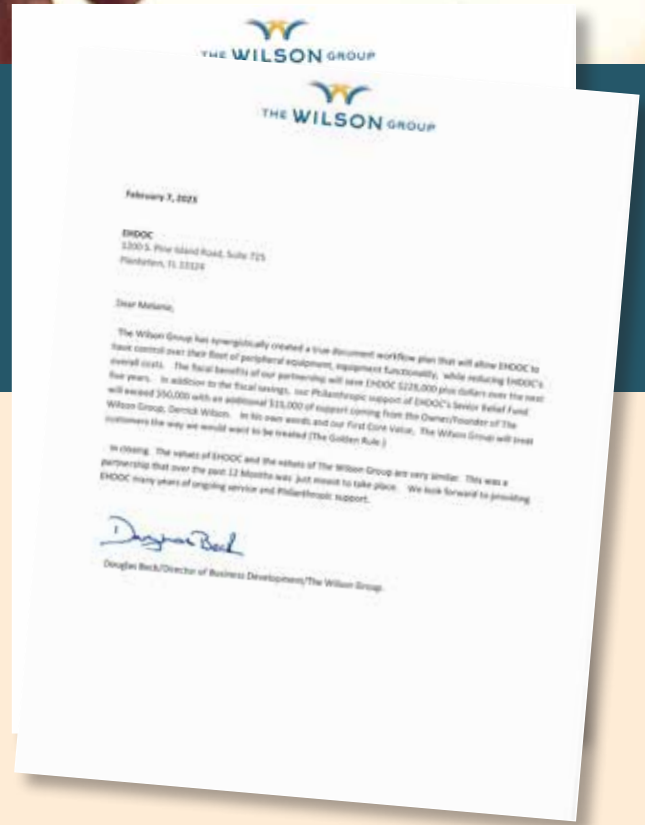 THE WILSON GROUP
THE WILSON GROUP
February 7, 2023
EHDOC
1200 S. Pine Island Road, Suite 725
Plantation, FL 33324
Dear Melanie,
The Wilson Group has synergistically created a true document workflow plan that will allow EHDOC to
have control over their fleet of peripheral equipment, equipment functionality, while reducing EHDOC's
overall costs. The fiscal benefits of our partnership will save EHDOC $225,000 plus dollars over the next
five years. In addition to the fiscal savings, our Philanthropic support of EHDOC's Senior Relief Fund
will exceed $50,000 with an additional $15,000 of support coming from the Owner/Founder of The
Wilson Group, Derrick Wilson. In his own words and our First Core Value, The Wilson Group will treat
customers the way we would want to be treated (The Golden Rule.)
In closing. The values of EHDOC and the values of The Wilson Group are very similar. This was a
partnership that over the past 12 Months was just meant to take place. We look forward to providing
EHDOC many years of ongoing service and Philanthropic support.
Douglas Beck
Douglas Beck/Director of Business Development/The Wilson Group.